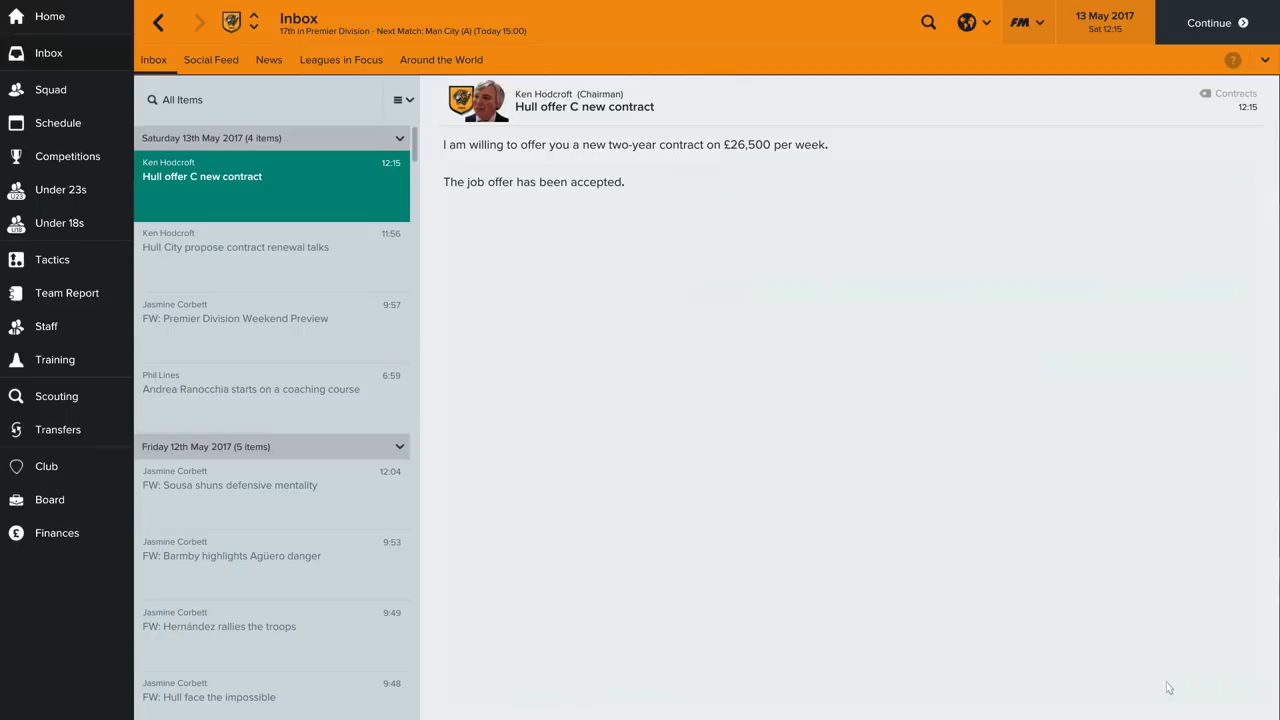 Home
Inbox
Squad
Schedule
Competitions
Under 23s
Under 18s
Tactics
Team Report
Staff
Training
Scouting
Transfers
Club
Board
Finances
Inbox
17th in Premier Division - Next Match: Man City (A) (Today 15:00)
FM
13 May 2017
Sat 12:15
Continue
Inbox
Social Feed
News
Leagues in Focus
Around the World
?
All Items
Saturday 13th May 2017 (4 items)
Ken Hodcroft 12:15
Hull offer C new contract
Ken Hodcroft 11:56
Hull City propose contract renewal talks
Jasmine Corbett 9:57
FW: Premier Division Weekend Preview
Phil Lines 6:59
Andrea Ranocchia starts on a coaching course
Friday 12th May 2017 (5 items)
Jasmine Corbett 12:04
FW: Sousa shuns defensive mentality
Jasmine Corbett 9:53
FW: Barmby highlights Agüero danger
Jasmine Corbett 9:49
FW: Hernández rallies the troops
Jasmine Corbett 9:48
FW: Hull face the impossible
Ken Hodcroft (Chairman)
Hull offer C new contract
Contracts
12:15
I am willing to offer you a new two-year contract on £26,500 per week.
The job offer has been accepted.